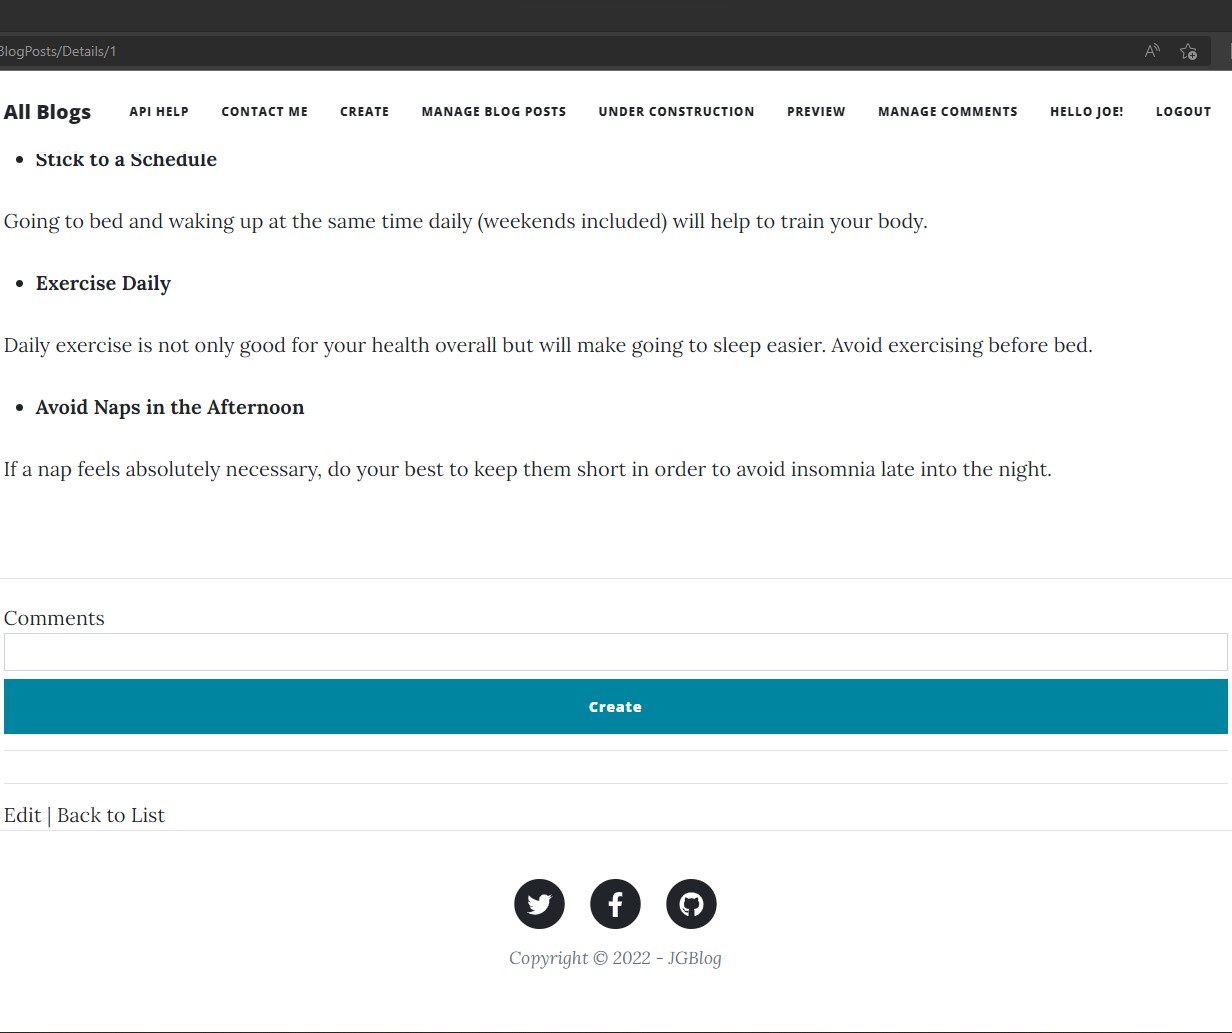 BlogPosts/Details/1
All Blogs API HELP CONTACT ME CREATE MANAGE BLOG POSTS UNDER CONSTRUCTION PREVIEW MANAGE COMMENTS HELLO JOE! LOGOUT
• Stick to a Schedule
Going to bed and waking up at the same time daily (weekends included) will help to train your body.
• Exercise Daily
Daily exercise is not only good for your health overall but will make going to sleep easier. Avoid exercising before bed.
• Avoid Naps in the Afternoon
If a nap feels absolutely necessary, do your best to keep them short in order to avoid insomnia late into the night.
Comments
Create
Edit | Back to List
Copyright © 2022 - JGBlog